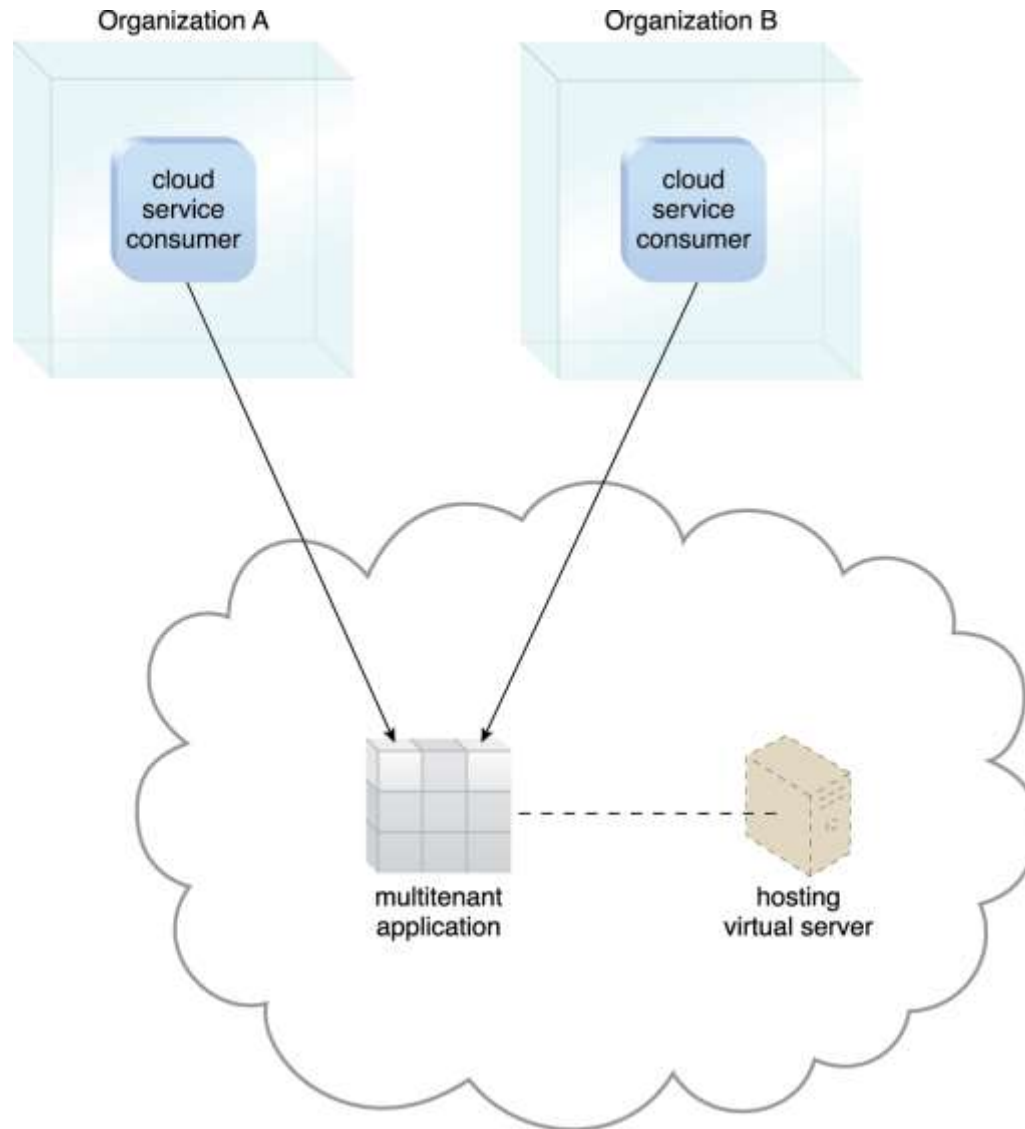 Organization A
Organization B
cloud
service
consumer
cloud
service
consumer
multitenant
application
hosting
virtual server